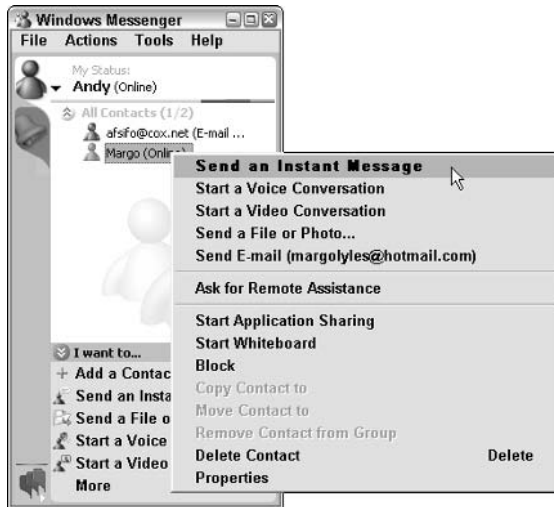 Windows Messenger
File Actions Tools Help
My Status:
Andy (Online)
All Contacts (1/2)
afsifo@cox.net (E-mail ...
Margo (Online)
Send an Instant Message
Start a Voice Conversation
Start a Video Conversation
Send a File or Photo...
Send E-mail (margolyles@hotmail.com)
Ask for Remote Assistance
Start Application Sharing
Start Whiteboard
Block
Copy Contact to
Move Contact to
Remove Contact from Group
Delete Contact Delete
Properties
I want to...
+ Add a Contac
Send an Insta
Send a File o
Start a Voice
Start a Video
More